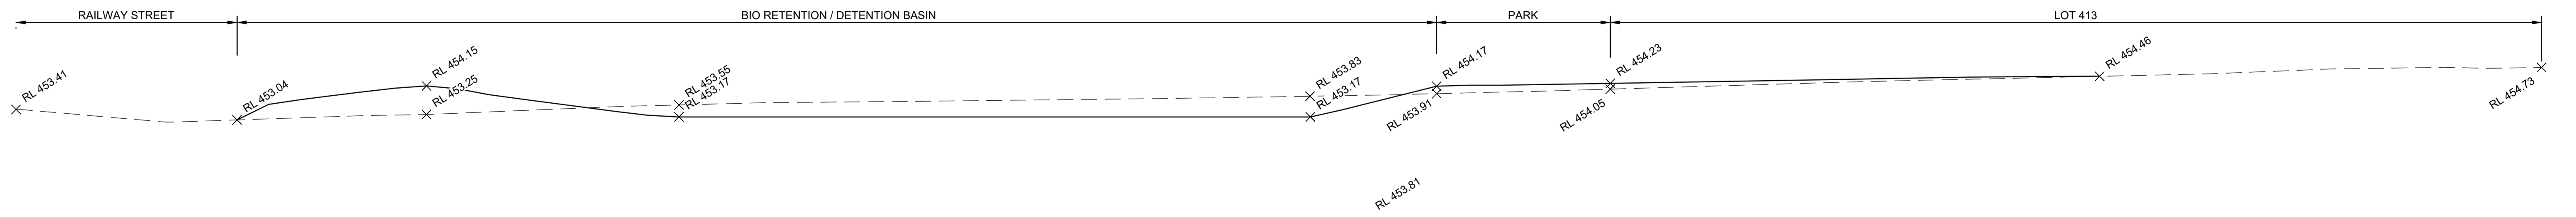 RAILWAY STREET
BIO RETENTION / DETENTION BASIN
PARK
LOT 413
RL 453.41
RL 453.04
RL 454.15
RL 453.25
RL 453.55
RL 453.17
RL 453.83
RL 453.17
RL 454.17
RL 453.91
RL 454.23
RL 454.05
RL 454.46
RL 454.73
RL 453.81